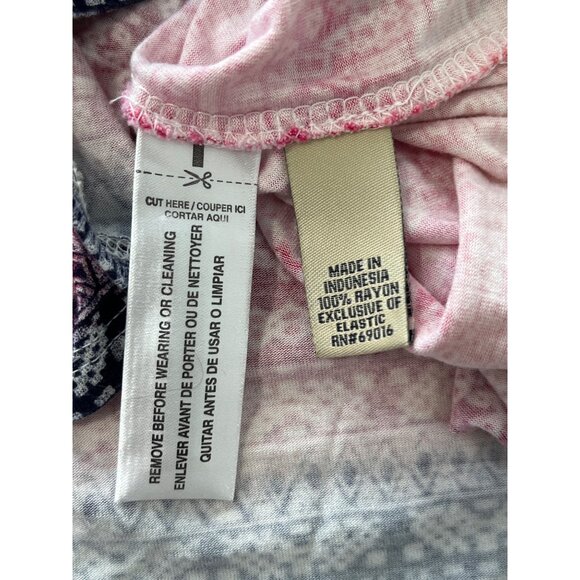 CUT HERE / COUPER ICI
CORTAR AQUI
REMOVE BEFORE WEARING OR CLEANING
ENLEVER AVANT DE PORTER OU DE NETTOYER
QUITAR ANTES DE USAR O LIMPIAR
MADE IN
INDONESIA
100% RAYON
EXCLUSIVE OF
ELASTIC
RN#69016